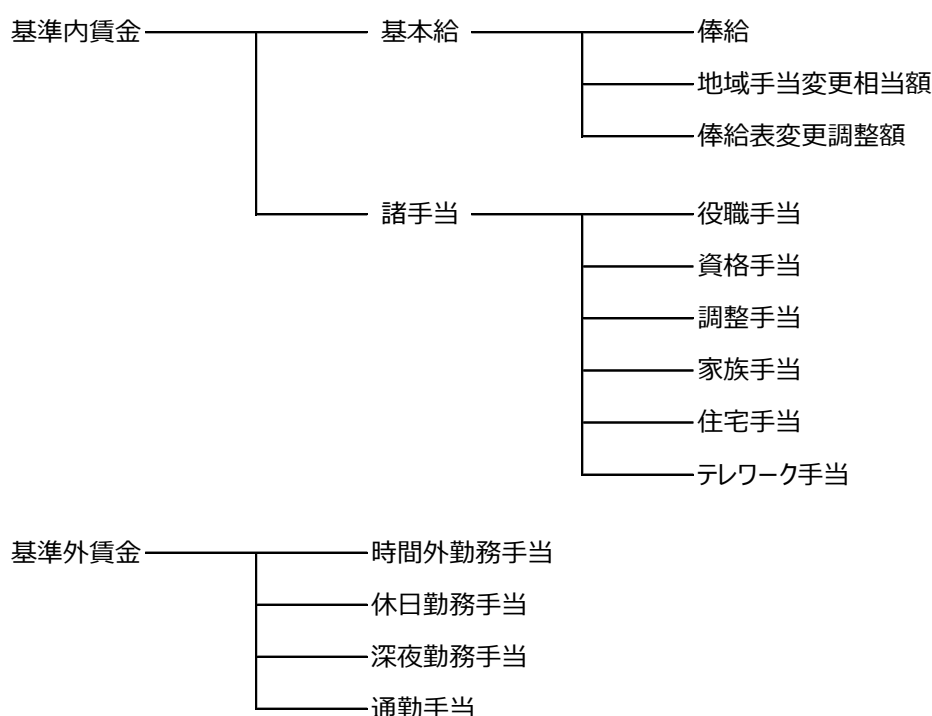 基準内賃金 基本給 俸給
地域手当変更相当額
俸給表変更調整額
諸手当 役職手当
資格手当
調整手当
家族手当
住宅手当
テレワーク手当
基準外賃金 時間外勤務手当
休日勤務手当
深夜勤務手当
通勤手当